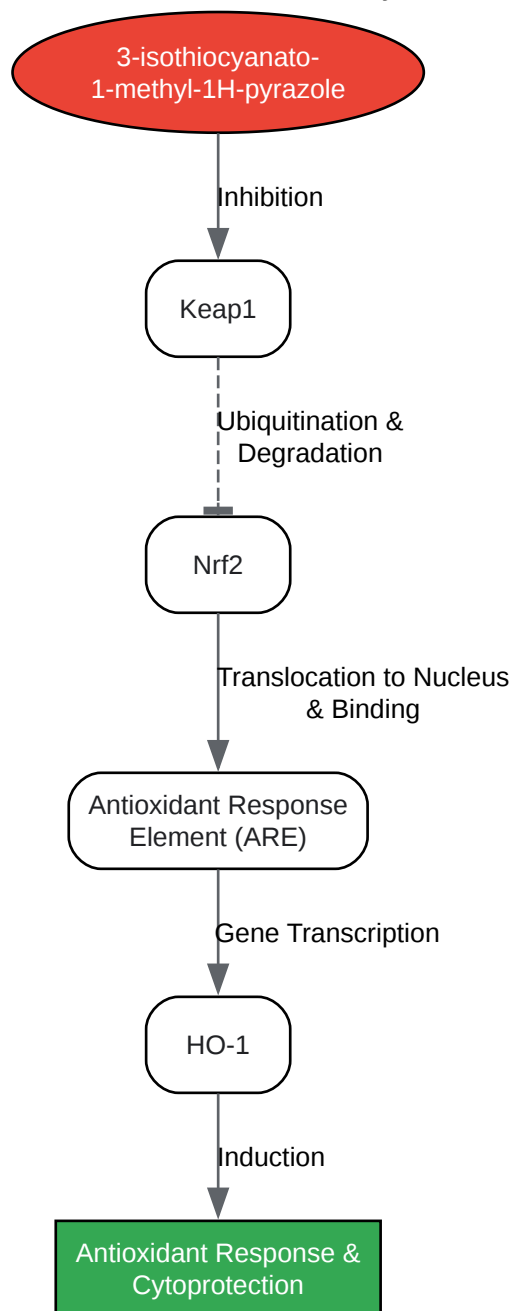 3-isothiocyanato-
1-methyl-1H-pyrazole
Inhibition
Keap1
Ubiquitination &
Degradation
Nrf2
Translocation to Nucleus
& Binding
Antioxidant Response
Element (ARE)
Gene Transcription
HO-1
Induction
Antioxidant Response &
Cytoprotection